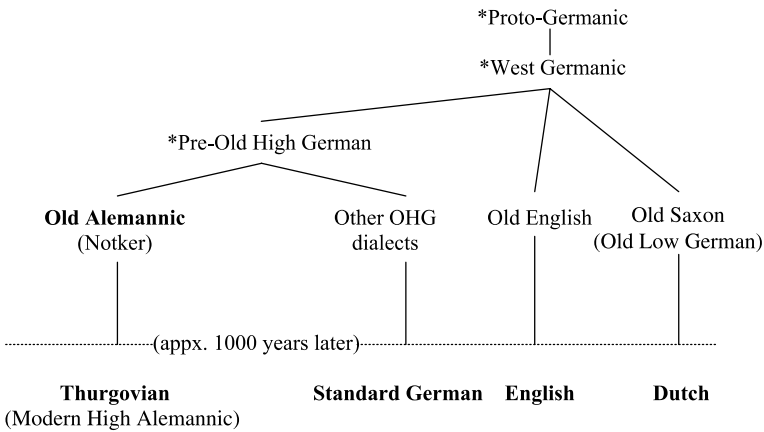 *Proto-Germanic
*West Germanic
*Pre-Old High German
Old Alemannic
(Notker)
Other OHG
dialects
Old English
Old Saxon
(Old Low German)
(appx. 1000 years later)
Thurgovian
(Modern High Alemannic)
Standard German
English
Dutch